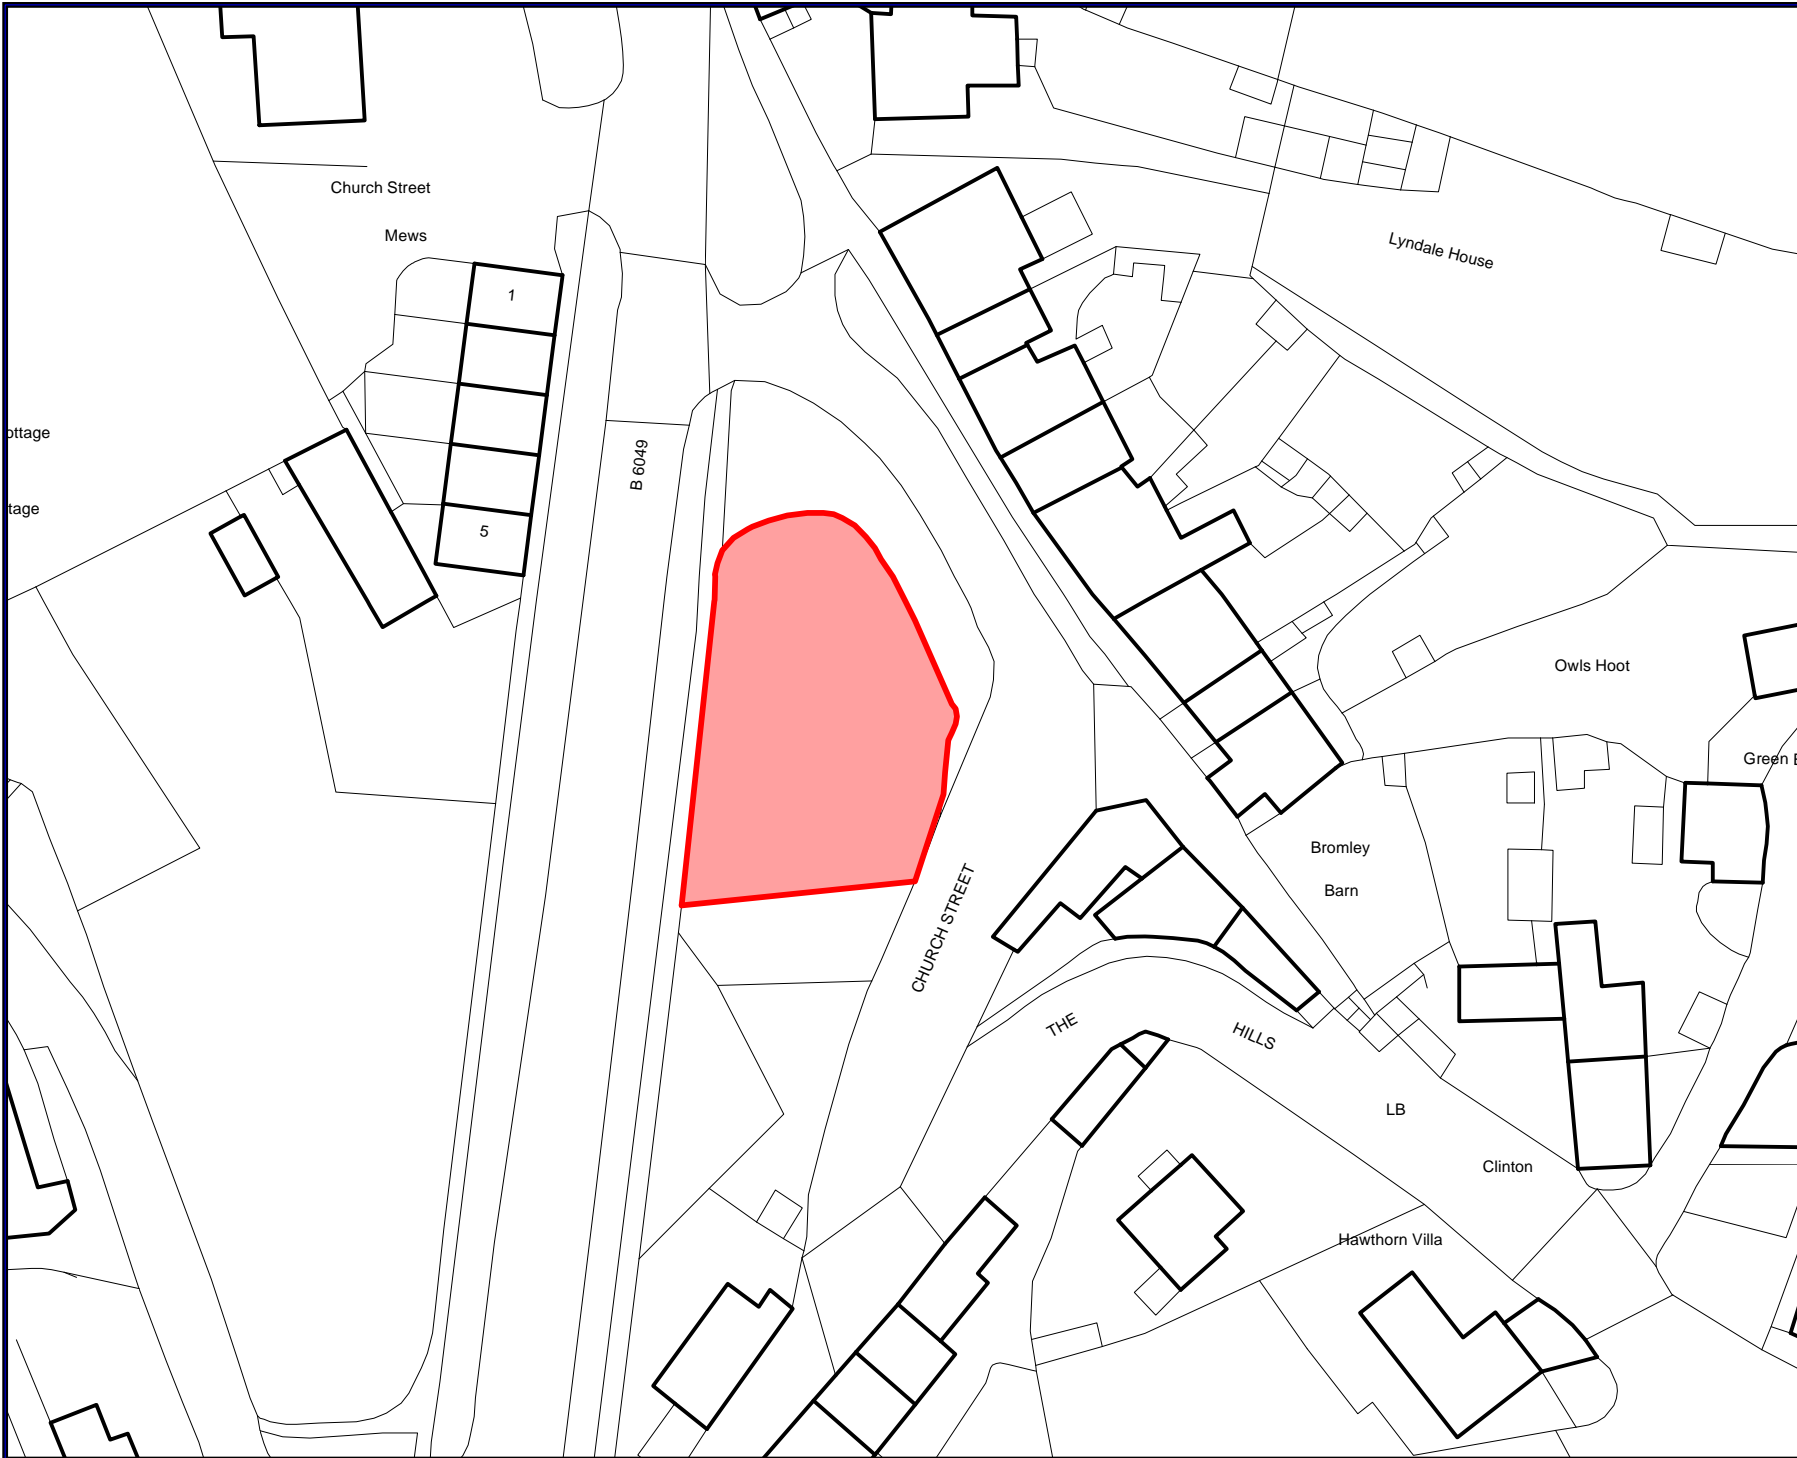 Church Street
Mews
Lyndale House
1
ottage
B 6049
tage
5
Owls Hoot
Green
Bromley
Barn
CHURCH STREET
THE
HILLS
LB
Clinton
Hawthorn Villa